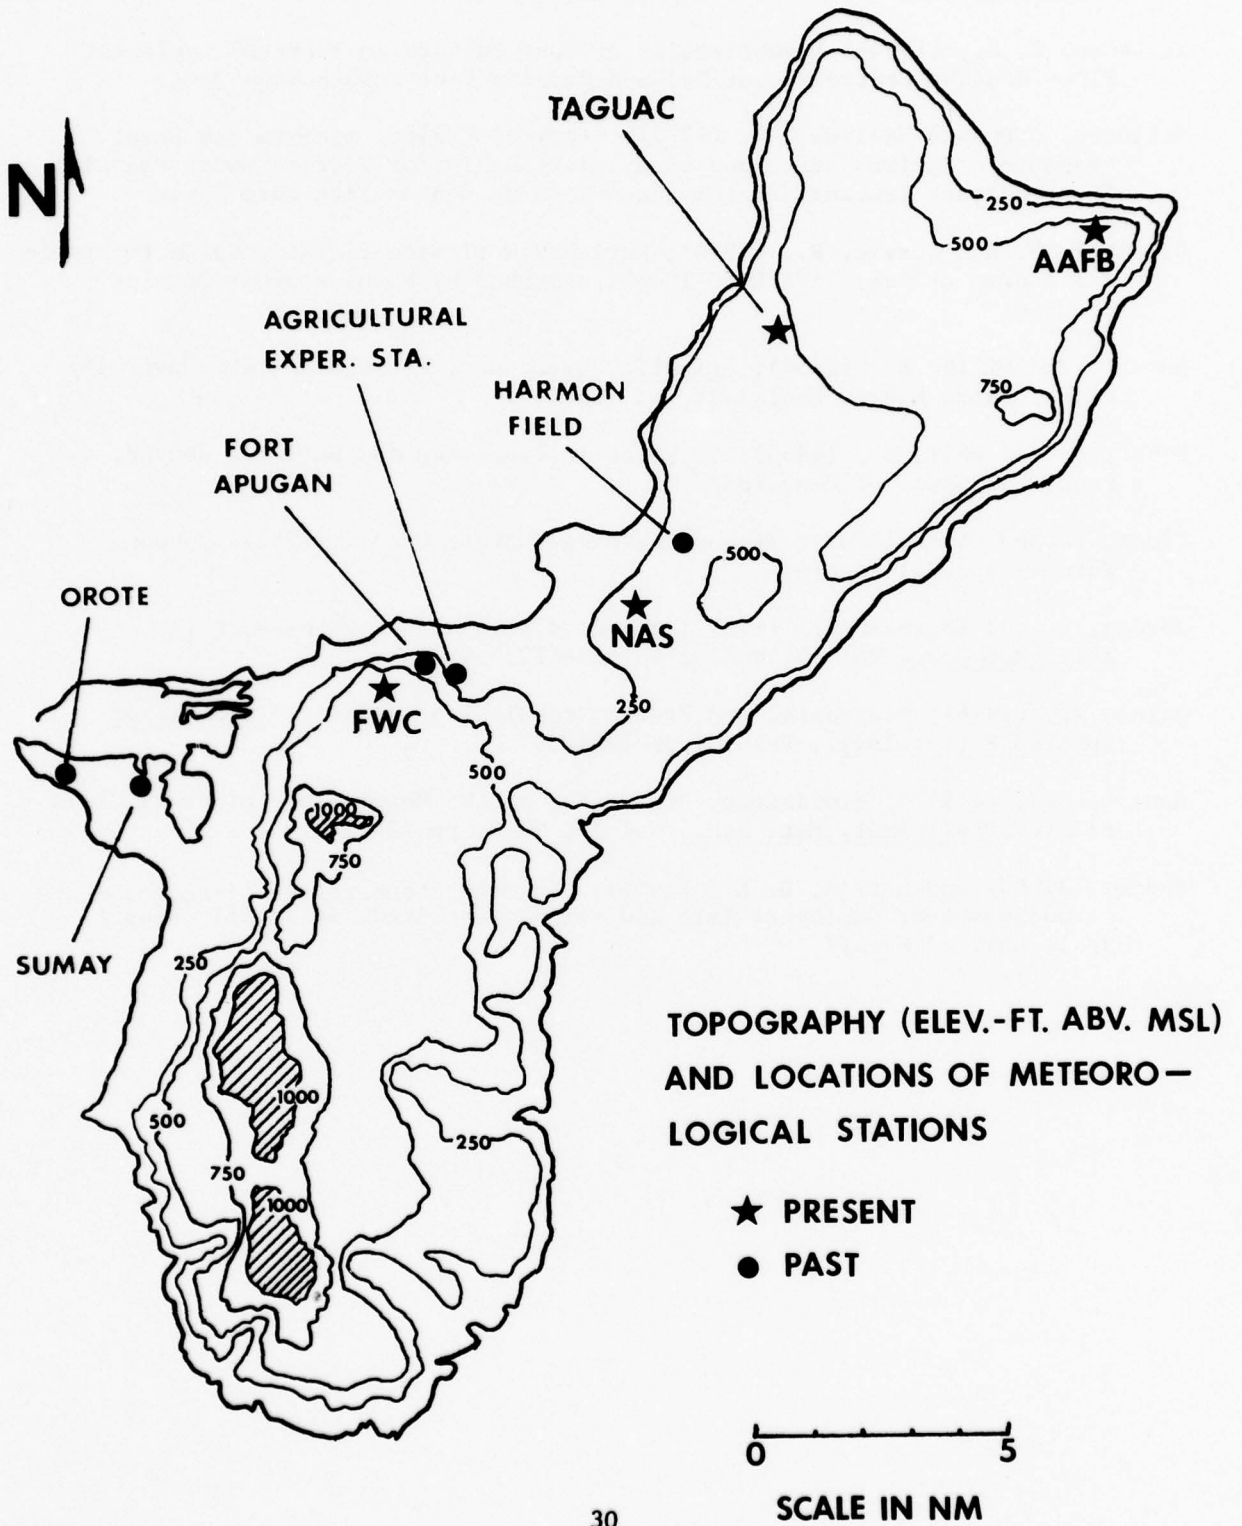 TAGUAC
N
250
500
AAFB
AGRICULTURAL
EXPER. STA.
HARMON
FIELD
750
FORT
APUGAN
500
OROTE
NAS
250
FWC
500
1000
750
SUMAY
250
TOPOGRAPHY (ELEV.-FT. ABV. MSL)
AND LOCATIONS OF METEORO—
LOGICAL STATIONS
1000
500
250
750
1000
★ PRESENT
● PAST
0 5
SCALE IN NM
30